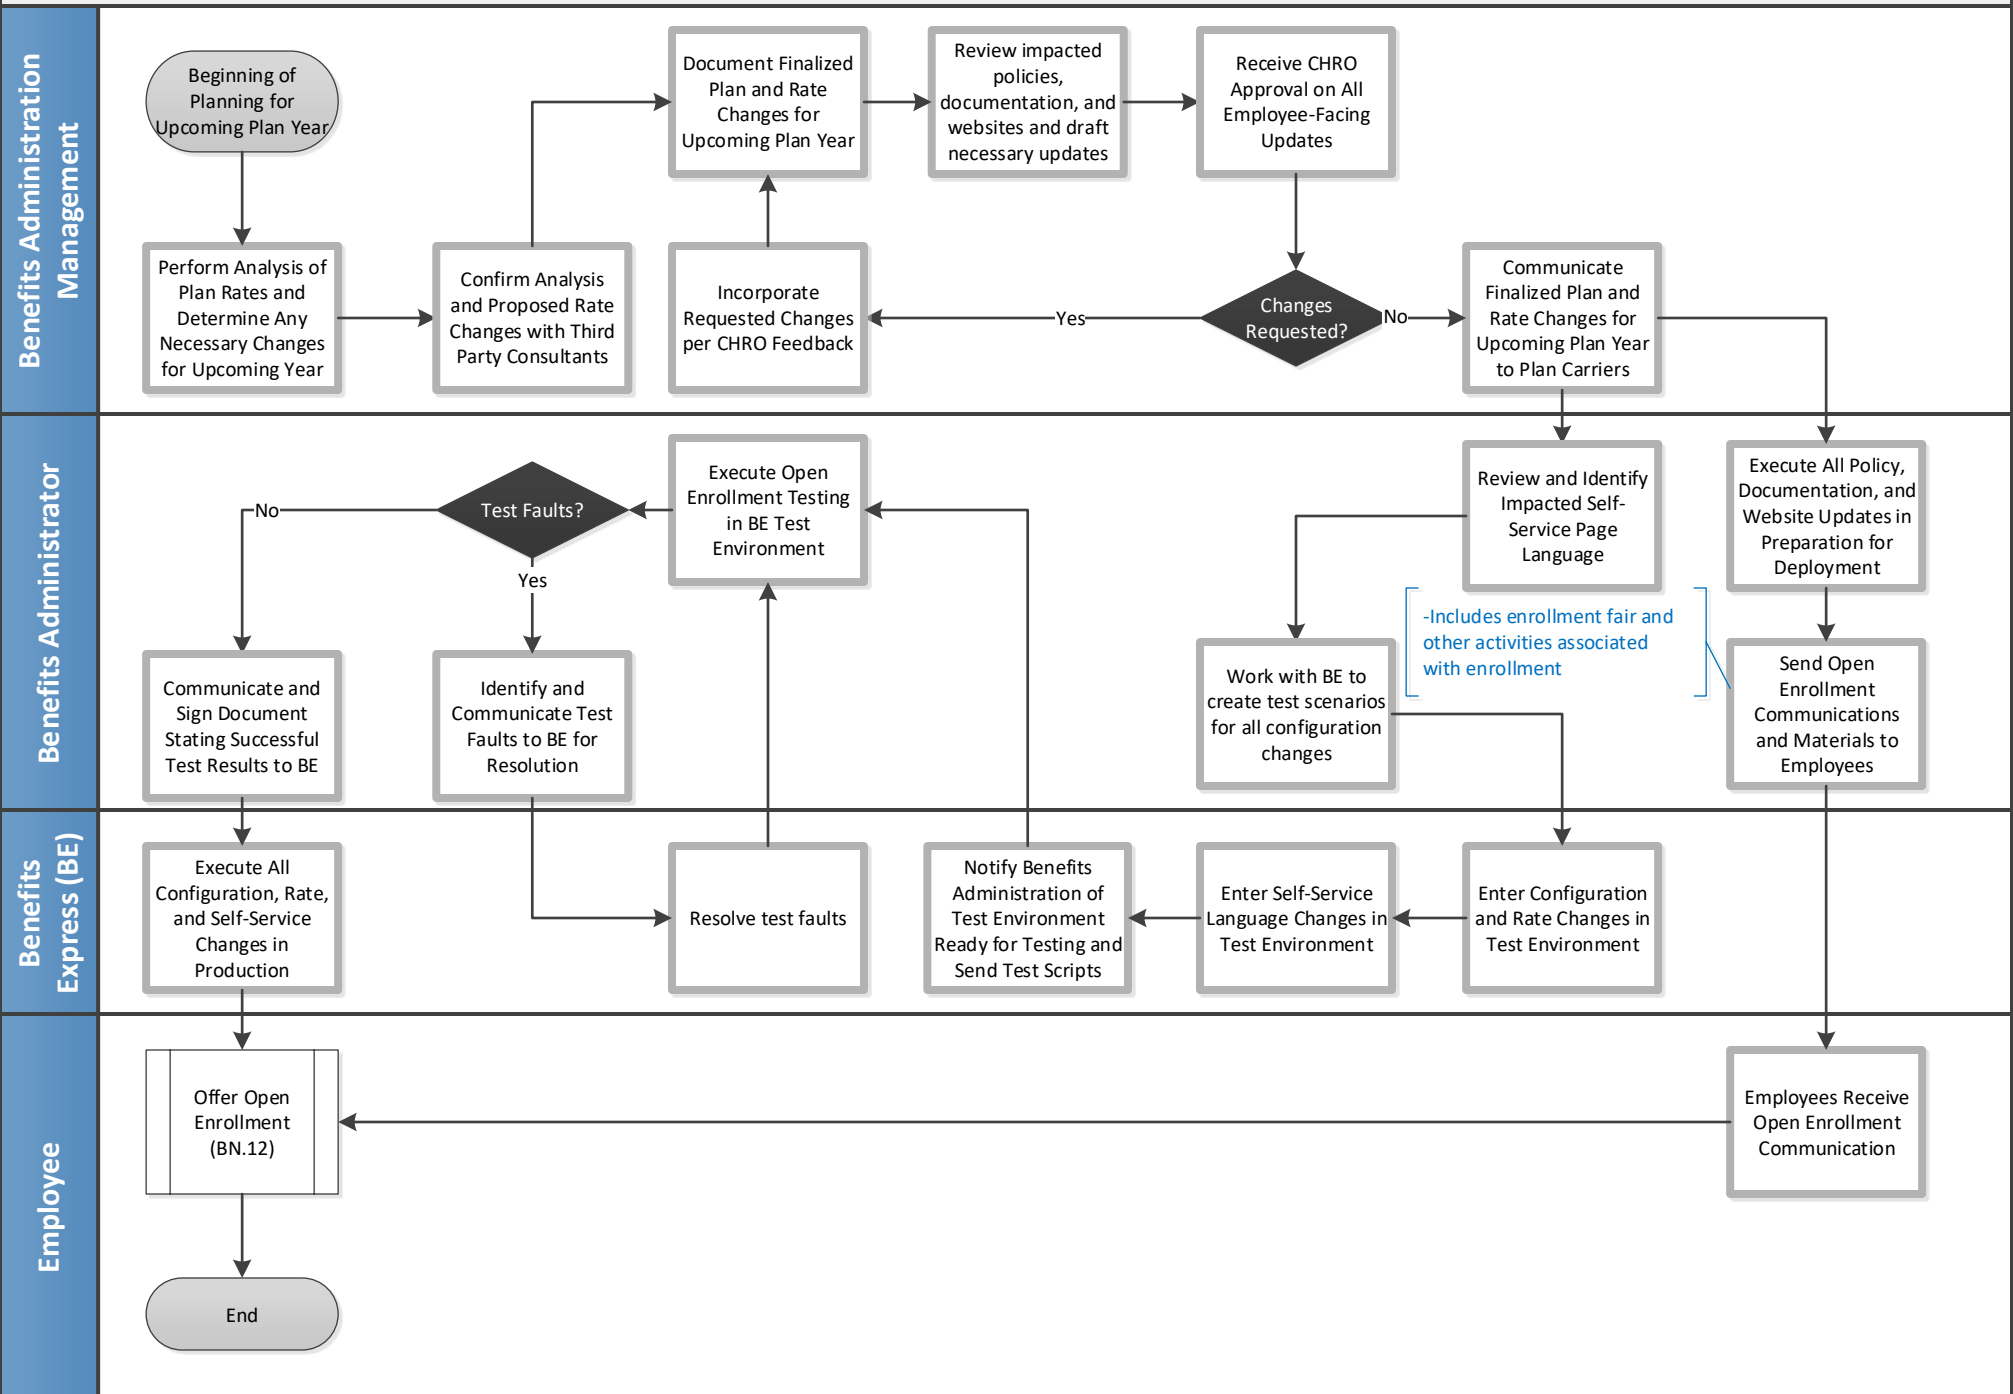 Benefits Administration
Management
Beginning of
Planning for
Upcoming Plan Year
Document Finalized
Plan and Rate
Changes for
Upcoming Plan Year
Review impacted
policies,
documentation, and
websites and draft
necessary updates
Receive CHRO
Approval on All
Employee-Facing
Updates
Perform Analysis of
Plan Rates and
Determine Any
Necessary Changes
for Upcoming Year
Confirm Analysis
and Proposed Rate
Changes with Third
Party Consultants
Incorporate
Requested Changes
per CHRO Feedback
Yes
Changes
Requested?
No
Communicate
Finalized Plan and
Rate Changes for
Upcoming Plan Year
to Plan Carriers
Benefits Administrator
No
Test Faults?
Yes
Execute Open
Enrollment Testing
in BE Test
Environment
Review and Identify
Impacted Self-
Service Page
Language
Execute All Policy,
Documentation, and
Website Updates in
Preparation for
Deployment
-Includes enrollment fair and
other activities associated
with enrollment
Communicate and
Sign Document
Stating Successful
Test Results to BE
Identify and
Communicate Test
Faults to BE for
Resolution
Work with BE to
create test scenarios
for all configuration
changes
Send Open
Enrollment
Communications
and Materials to
Employees
Benefits
Express (BE)
Execute All
Configuration, Rate,
and Self-Service
Changes in
Production
Resolve test faults
Notify Benefits
Administration of
Test Environment
Ready for Testing and
Send Test Scripts
Enter Self-Service
Language Changes in
Test Environment
Enter Configuration
and Rate Changes in
Test Environment
Employee
Offer Open
Enrollment
(BN.12)
Employees Receive
Open Enrollment
Communication
End